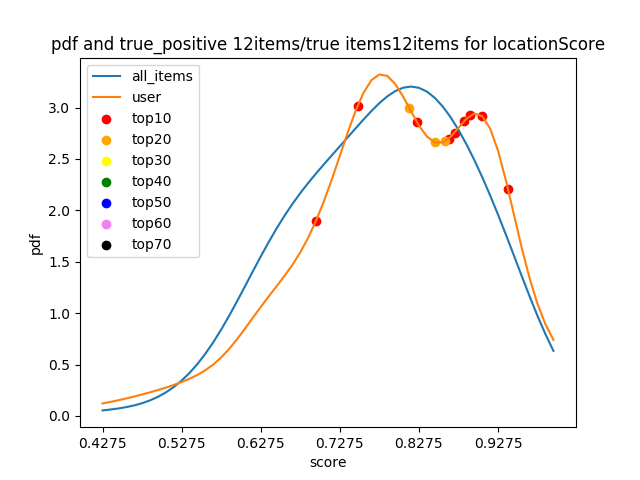 pdf and true_positive 12items/true items12items for locationScore
all_items
user
top10
top20
top30
top40
top50
top60
top70
pdf
3.0
2.5
2.0
1.5
1.0
0.5
0.0
0.4275 0.5275 0.6275 0.7275 0.8275 0.9275
score